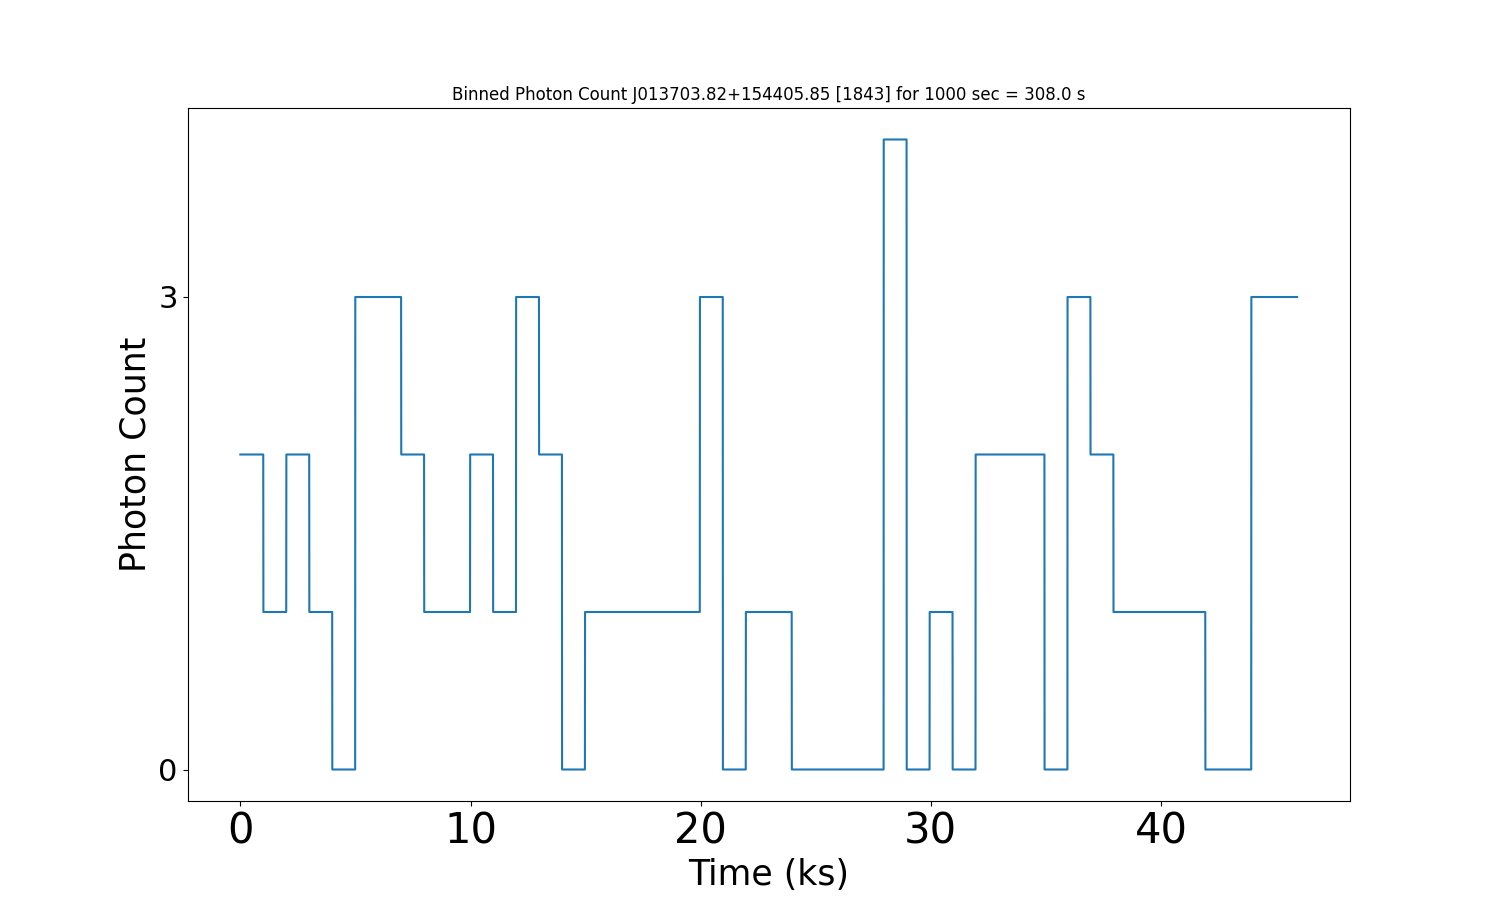 Binned Photon Count J013703.82+154405.85 [1843] for 1000 sec = 308.0 s
Photon Count
3
0
0 10 20 30 40
Time (ks)